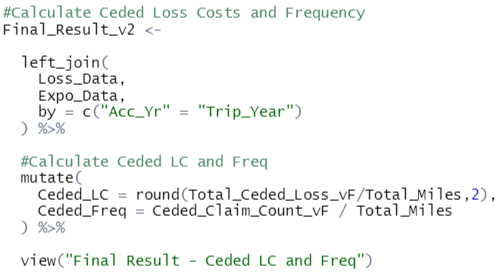 #Calculate Ceded Loss Costs and Frequency
Final_Result_v2 <-
left_join(
Loss_Data,
Expo_Data,
by = c("Acc_Yr" = "Trip_Year")
) %>%
#Calculate Ceded LC and Freq
mutate(
Ceded_LC = round(Total_Ceded_Loss_vF/Total_Miles,2),
Ceded_Freq = Ceded_Claim_Count_vF / Total_Miles
) %>%
view("Final Result - Ceded LC and Freq")